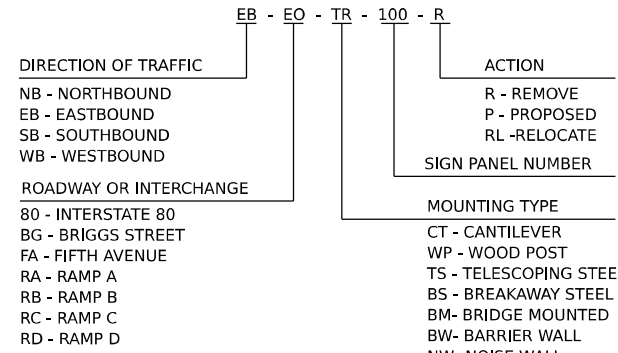 EB - EO - TR - 100 - R
DIRECTION OF TRAFFIC
NB - NORTHBOUND
EB - EASTBOUND
SB - SOUTHBOUND
WB - WESTBOUND
ROADWAY OR INTERCHANGE
80 - INTERSTATE 80
BG - BRIGGS STREET
FA - FIFTH AVENUE
RA - RAMP A
RB - RAMP B
RC - RAMP C
RD - RAMP D
ACTION
R - REMOVE
P - PROPOSED
RL -RELOCATE
SIGN PANEL NUMBER
MOUNTING TYPE
CT - CANTILEVER
WP - WOOD POST
TS - TELESCOPING STEE
BS - BREAKAWAY STEEL
BM- BRIDGE MOUNTED
BW- BARRIER WALL
NW- NOISE WALL